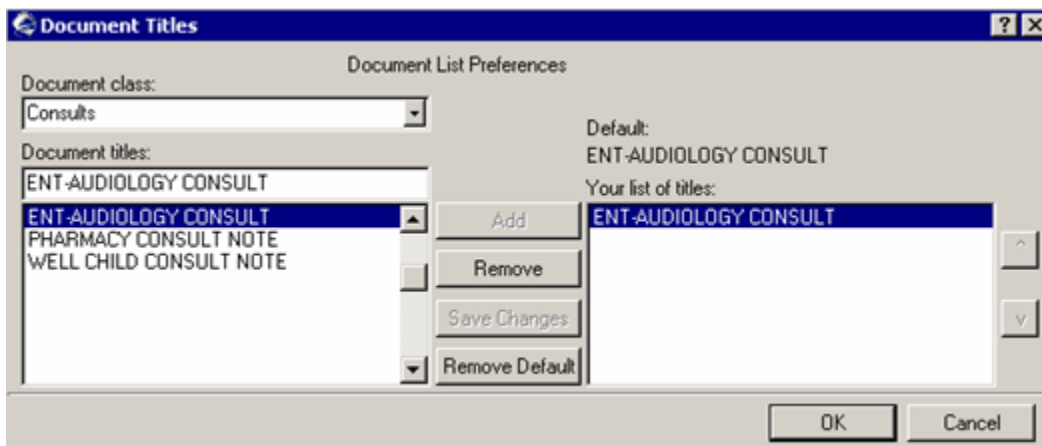 Document Titles
Document List Preferences
Document class:
Consults
Document titles:
ENT-AUDIOLOGY CONSULT
ENT-AUDIOLOGY CONSULT
PHARMACY CONSULT NOTE
WELL CHILD CONSULT NOTE
Add
Remove
Save Changes
Remove Default
Default:
ENT-AUDIOLOGY CONSULT
Your list of titles:
ENT-AUDIOLOGY CONSULT
OK
Cancel